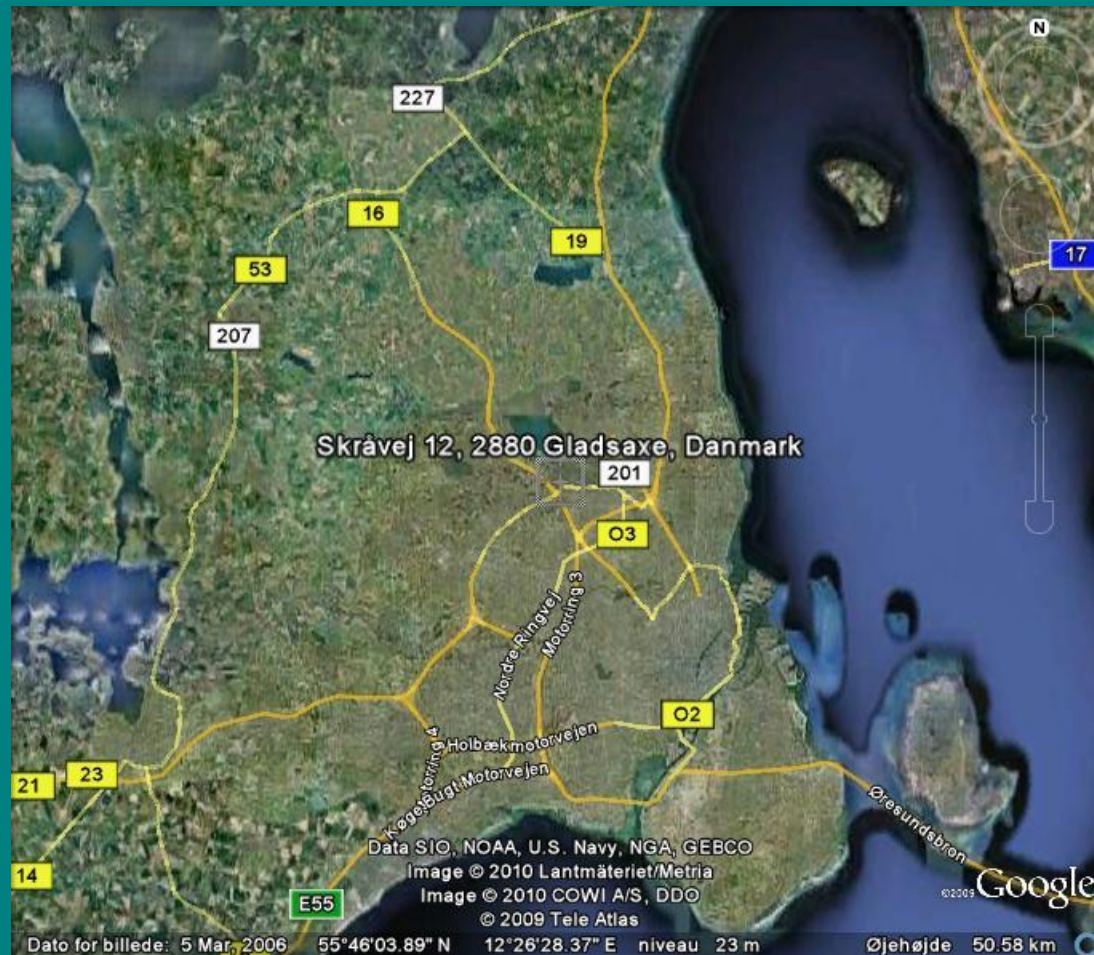 N
227
16
19
53
17
207
Skråvej 12, 2880 Gladsaxe, Danmark
201
O3
Nordre Ringvej
Motorring 3
O2
Holbækmotorvejen
Motorring 4
Køge Bugt Motorvejen
23
21
Øresundsbron
14
Data SIO, NOAA, U.S. Navy, NGA, GEBCO
Image © 2010 Lantmäteriet/Metria
Image © 2010 COWI A/S, DDO
© 2009 Tele Atlas
E55
©2009 Google
Dato for billede: 5 Mar, 2006 55°46'03.89" N 12°26'28.37" E niveau 23 m Øjehøjde 50.58 km